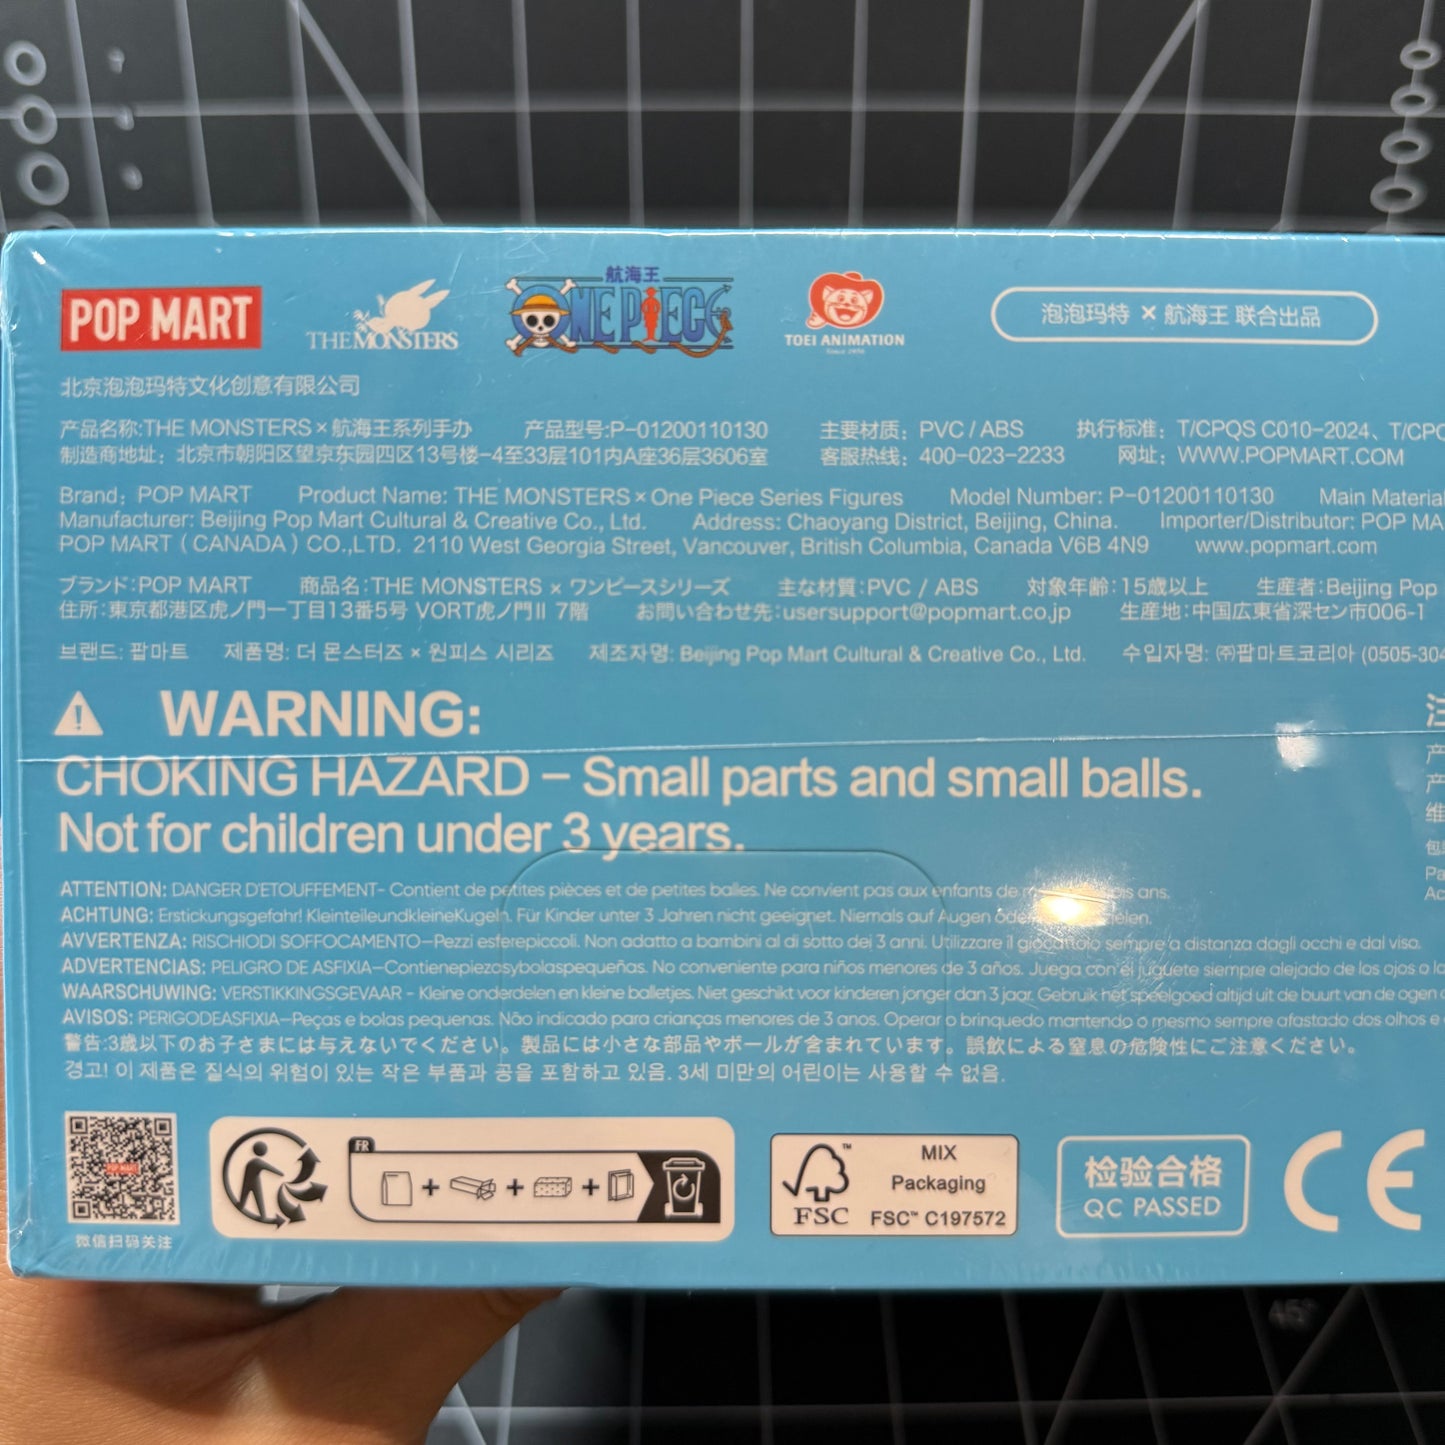 POP MART
THE MONSTERS
航海王
ONE PIECE
TOEI ANIMATION
Since 1956
泡泡玛特 × 航海王 联合出品
北京泡泡玛特文化创意有限公司
产品名称:THE MONSTERS × 航海王系列手办 产品型号:P-01200110130 主要材质：PVC / ABS 执行标准：T/CPQS C010-2024、T/CPQ
制造商地址：北京市朝阳区望京东园四区13号楼-4至33层101内A座36层3606室 客服热线：400-023-2233 网址：WWW.POPMART.COM
Brand: POP MART Product Name: THE MONSTERS × One Piece Series Figures Model Number: P-01200110130 Main Materia
Manufacturer: Beijing Pop Mart Cultural & Creative Co., Ltd. Address: Chaoyang District, Beijing, China. Importer/Distributor: POP MA
POP MART ( CANADA ) CO.,LTD. 2110 West Georgia Street, Vancouver, British Columbia, Canada V6B 4N9 www.popmart.com
ブランド:POP MART 商品名:THE MONSTERS × ワンピースシリーズ 主な材質:PVC / ABS 対象年齢:15歳以上 生産者:Beijing Pop
住所:東京都港区虎ノ門一丁目13番5号 VORT虎ノ門II 7階 お問い合わせ先:usersupport@popmart.co.jp 生産地:中国広東省深セン市006-1
브랜드: 팝마트 제품명: 더 몬스터즈 × 원피스 시리즈 제조자명: Beijing Pop Mart Cultural & Creative Co., Ltd. 수입자명: ㈜팝마트코리아 (0505-304
WARNING:
CHOKING HAZARD – Small parts and small balls.
Not for children under 3 years.
ATTENTION: DANGER D'ETOUFFEMENT- Contient de petites pièces et de petites balles. Ne convient pas aux enfants de ans.
ACHTUNG: Erstickungsgefahr! KleinteileundkleineKugeln. Für Kinder unter 3 Jahren nicht geeignet. Niemals auf Augen
AVVERTENZA: RISCHIODI SOFFOCAMENTO–Pezzi esferepiccoli. Non adatto a bambini al di sotto dei 3 anni. Utilizzare il giocattolo sempre a distanza dagli occhi e dal viso.
ADVERTENCIAS: PELIGRO DE ASFIXIA–Contienepiezasybolaspequeñas. No conveniente para niños menores de 3 años. Juega con el juguete siempre alejado de los ojos o la
WAARSCHUWING: VERSTIKKINGSGEVAAR - Kleine onderdelen en kleine balletjes. Niet geschikt voor kinderen jonger dan 3 jaar. Gebruik het speelgoed altijd uit de buurt van de ogen
AVISOS: PERIGODEASFIXIA–Peças e bolas pequenas. Não indicado para crianças menores de 3 anos. Operar o brinquedo mantendo o mesmo sempre afastado dos olhos e
警告:3歳以下のお子さまには与えないでください。製品には小さな部品やボールが含まれています。誤飲による窒息の危険性にご注意ください。
경고! 이 제품은 질식의 위험이 있는 작은 부품과 공을 포함하고 있음. 3세 미만의 어린이는 사용할 수 없음.
注
产
产
维
包
Pa
Ac
POP MART
微信扫码关注
FR
FSC
MIX
Packaging
FSC™ C197572
检验合格
QC PASSED
CE
45°